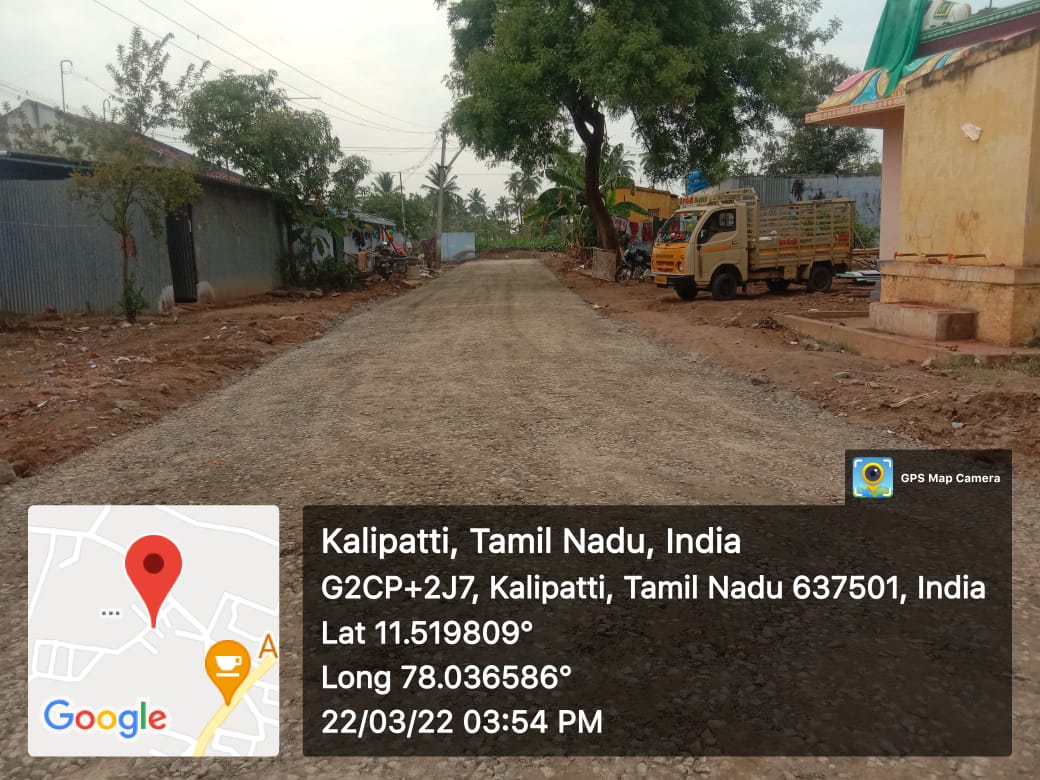 GPS Map Camera
Kalipatti, Tamil Nadu, India
G2CP+2J7, Kalipatti, Tamil Nadu 637501, India
Lat 11.519809°
Long 78.036586°
22/03/22 03:54 PM
...
A
Google